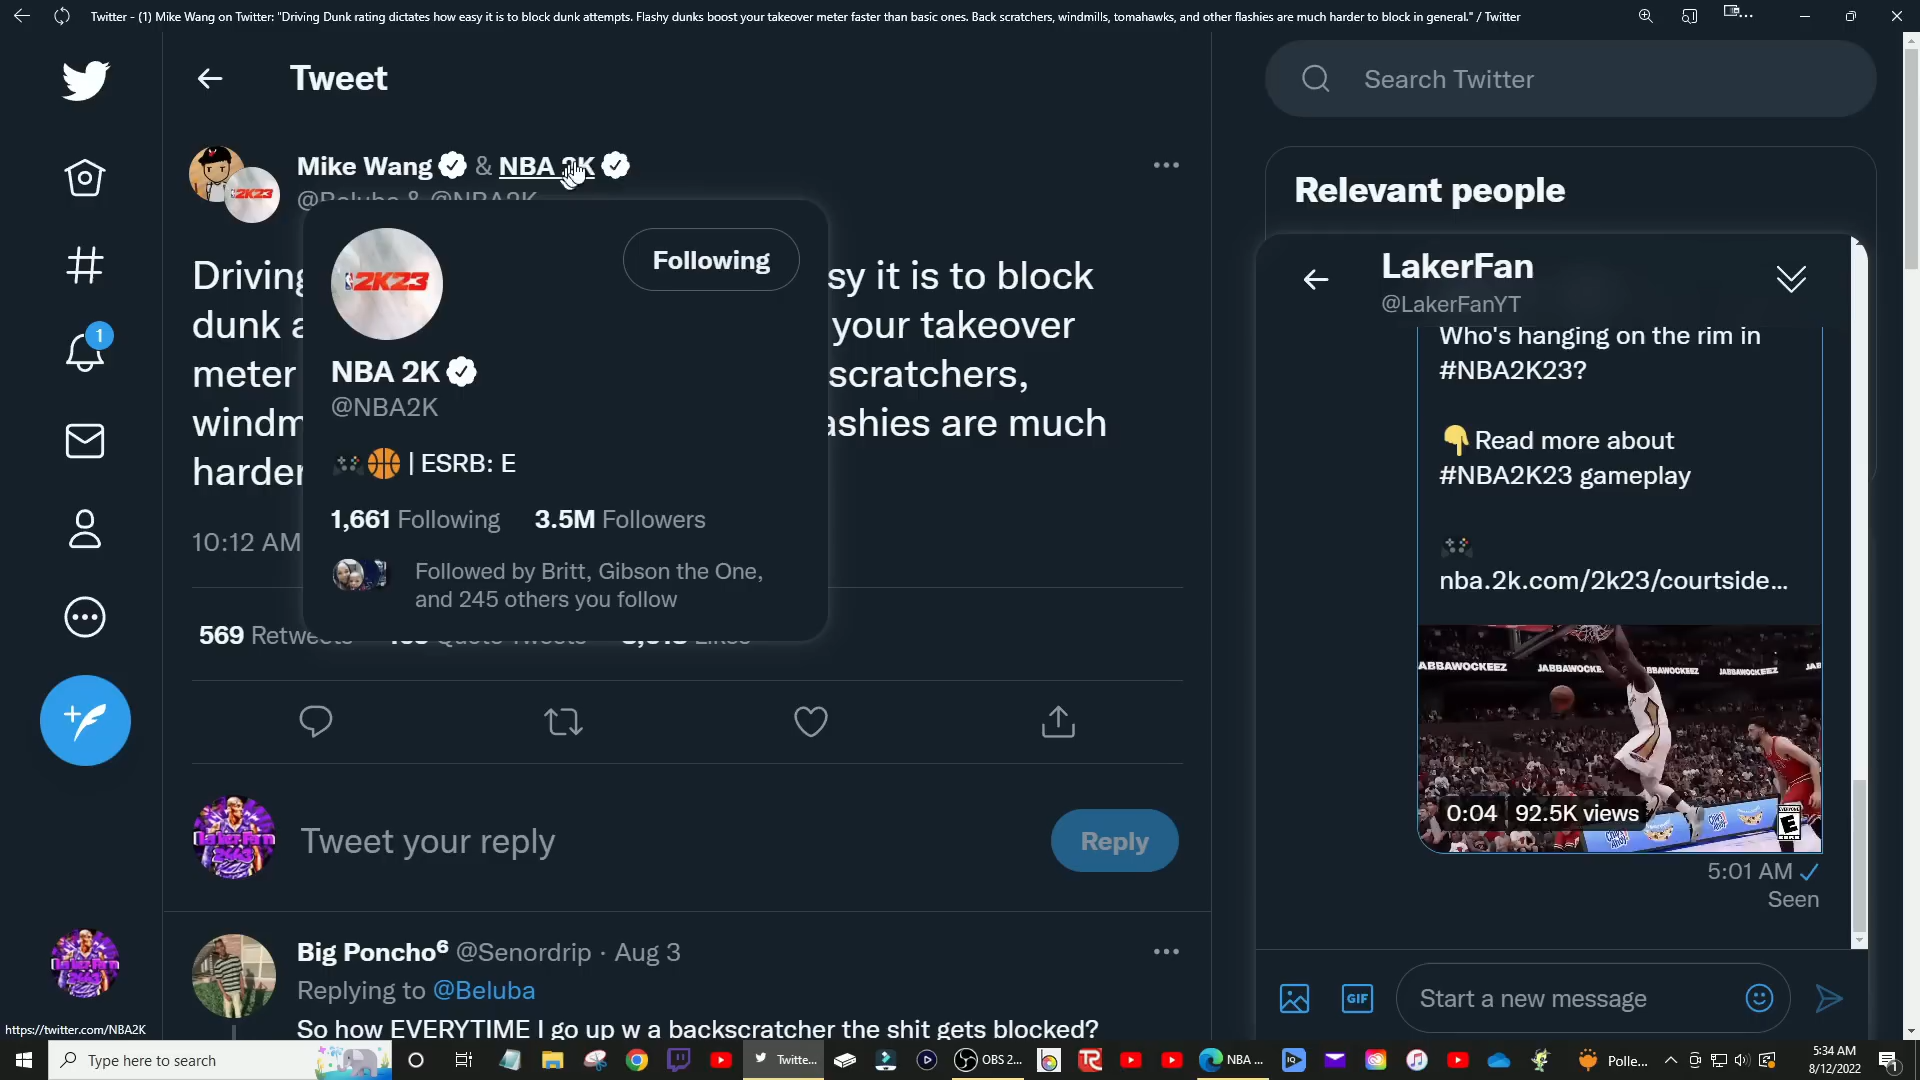 Twitter - (1) Mike Wang on Twitter: "Driving Dunk rating dictates how easy it is to block dunk attempts. Flashy dunks boost your takeover meter faster than basic ones. Back scratchers, windmills, tomahawks, and other flashies are much harder to block in general." / Twitter
Tweet
Mike Wang & NBA 2K
Driving
sy it is to block
dunk a
your takeover
meter
scratchers,
windm
ashies are much
harder
2K23
Following
NBA 2K
@NBA2K
| ESRB: E
1,661 Following 3.5M Followers
Followed by Britt, Gibson the One,
and 245 others you follow
10:12 AM
569 Retweets
Tweet your reply
Reply
Big Poncho⁶ @Senordrip · Aug 3
Replying to @Beluba
So how EVERYTIME I go up w a backscratcher the shit gets blocked?
1
Search Twitter
Relevant people
LakerFan
@LakerFanYT
Who's hanging on the rim in
#NBA2K23?
👇Read more about
#NBA2K23 gameplay
🎮
nba.2k.com/2k23/courtside...
JABBAWOCKEEZ
0:04 92.5K views
5:01 AM
Seen
GIF
Start a new message
https://twitter.com/NBA2K
Type here to search
Twitte...
OBS 2...
NBA ...
Polle...
5:34 AM
8/12/2022
1